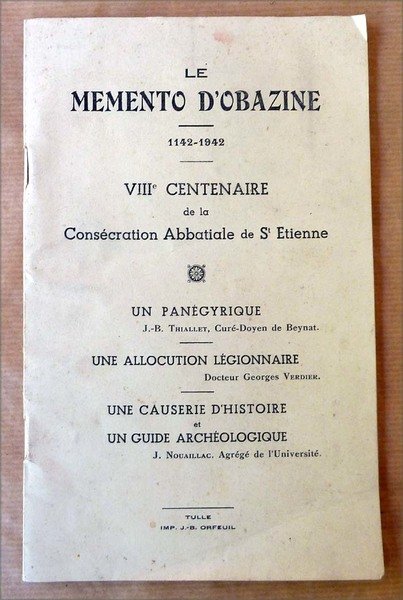 LE
MEMENTO D'OBAZINE
1142-1942
VIIIe CENTENAIRE
de la
Consécration Abbatiale de St Etienne
UN PANÉGYRIQUE
J.-B. THIALLET, Curé-Doyen de Beynat.
UNE ALLOCUTION LÉGIONNAIRE
Docteur Georges VERDIER.
UNE CAUSERIE D'HISTOIRE
et
UN GUIDE ARCHÉOLOGIQUE
J. NOUAILLAC. Agrégé de l'Université.
TULLE
IMP. J.-B. ORFEUIL